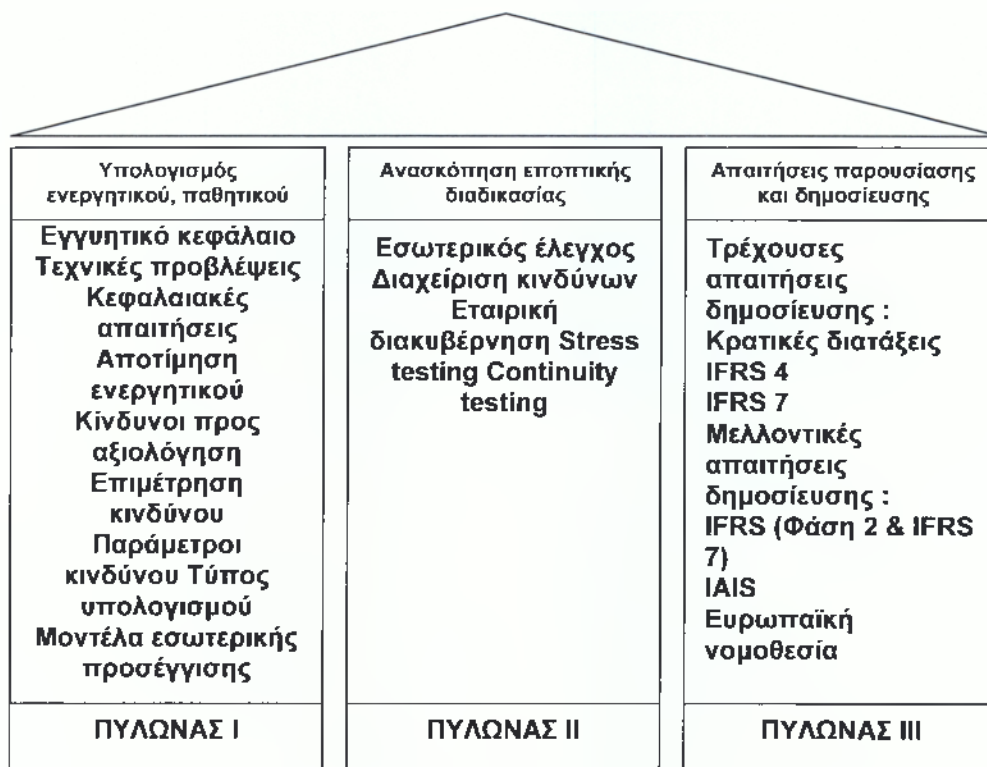 Υπολογισμός
ενεργητικού, παθητικού
Εγγυητικό κεφάλαιο
Τεχνικές προβλέψεις
Κεφαλαιακές
απαιτήσεις
Αποτίμηση
ενεργητικού
Κίνδυνοι προς
αξιολόγηση
Επιμέτρηση
κινδύνου
Παράμετροι
κινδύνου Τύπος
υπολογισμού
Μοντέλα εσωτερικής
προσέγγισης
ΠΥΛΩΝΑΣ Ι
Ανασκόπηση εποπτικής
διαδικασίας
Εσωτερικός έλεγχος
Διαχείριση κινδύνων
Εταιρική
διακυβέρνηση Stress
testing Continuity
testing
ΠΥΛΩΝΑΣ ΙΙ
Απαιτήσεις παρουσίασης
και δημοσίευσης
Τρέχουσες
απαιτήσεις
δημοσίευσης :
Κρατικές διατάξεις
IFRS 4
IFRS 7
Μελλοντικές
απαιτήσεις
δημοσίευσης :
IFRS (Φάση 2 & IFRS
7)
IAIS
Ευρωπαϊκή
νομοθεσία
ΠΥΛΩΝΑΣ ΙΙΙ